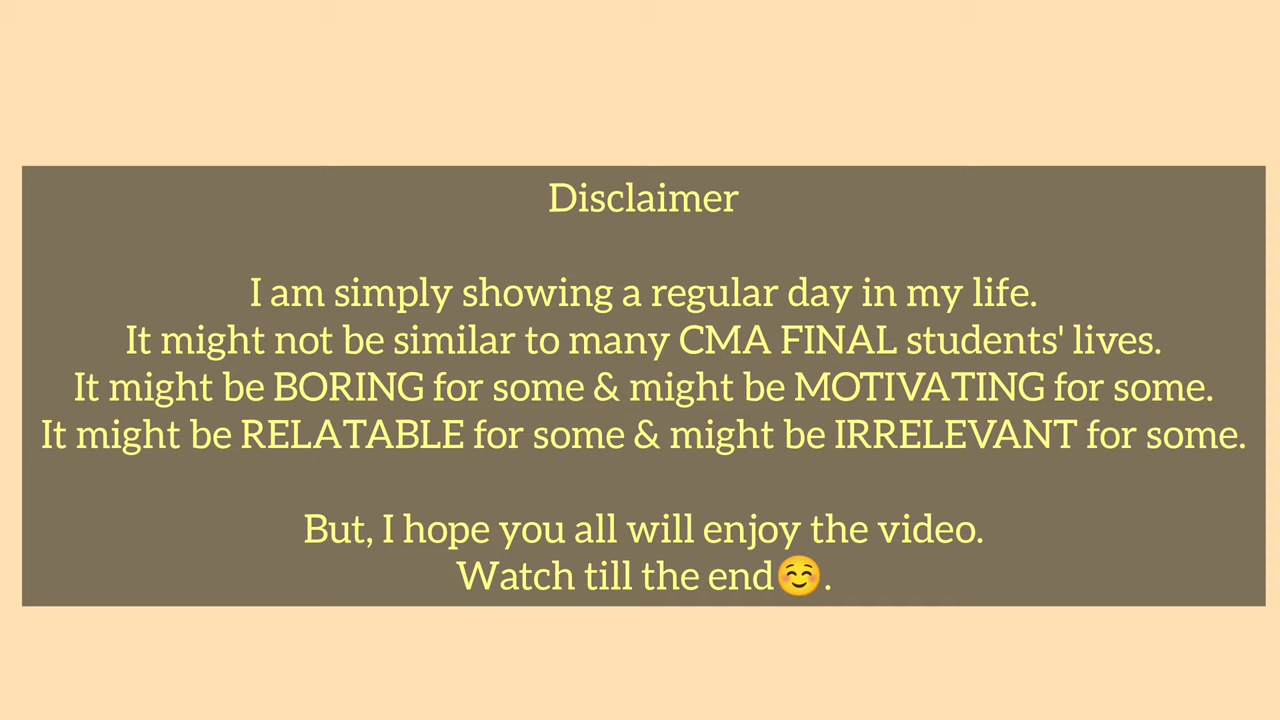 Disclaimer
I am simply showing a regular day in my life.
It might not be similar to many CMA FINAL students' lives.
It might be BORING for some & might be MOTIVATING for some.
It might be RELATABLE for some & might be IRRELEVANT for some.
But, I hope you all will enjoy the video.
Watch till the end☺️.